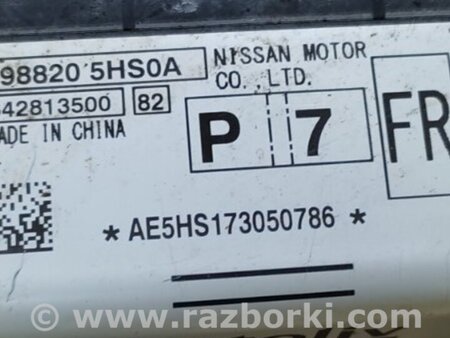 98820 5HS0A
NISSAN MOTOR
CO.,LTD.
42813500 82
P 7 FR
ADE IN CHINA
*AE5HS173050786*
© www.razborki.com